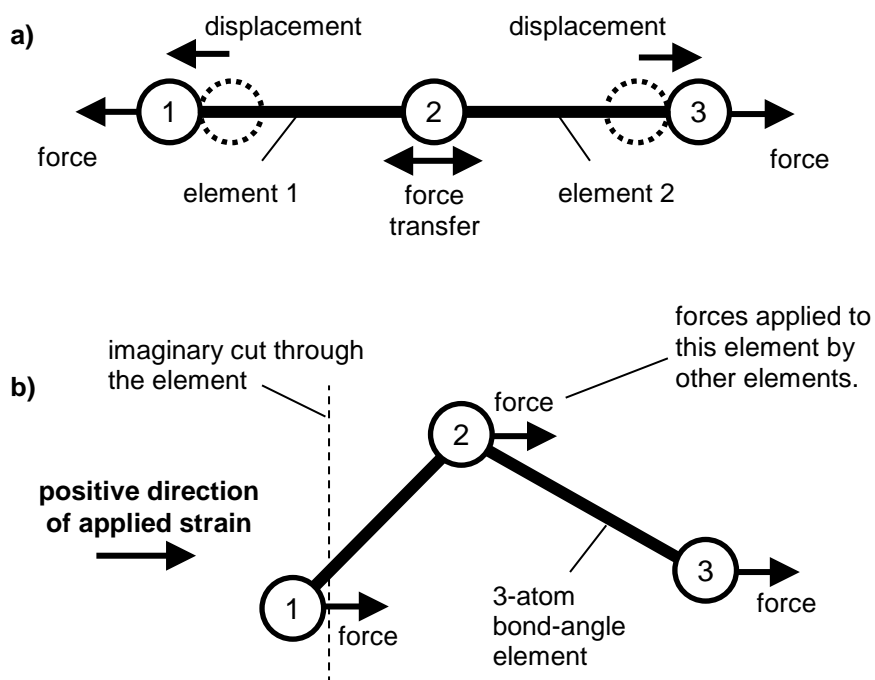 a)
displacement
displacement
1
2
3
force
force
element 1
force
transfer
element 2
b)
imaginary cut through
the element
forces applied to
this element by
other elements.
force
2
positive direction
of applied strain
1
force
3
force
3-atom
bond-angle
element